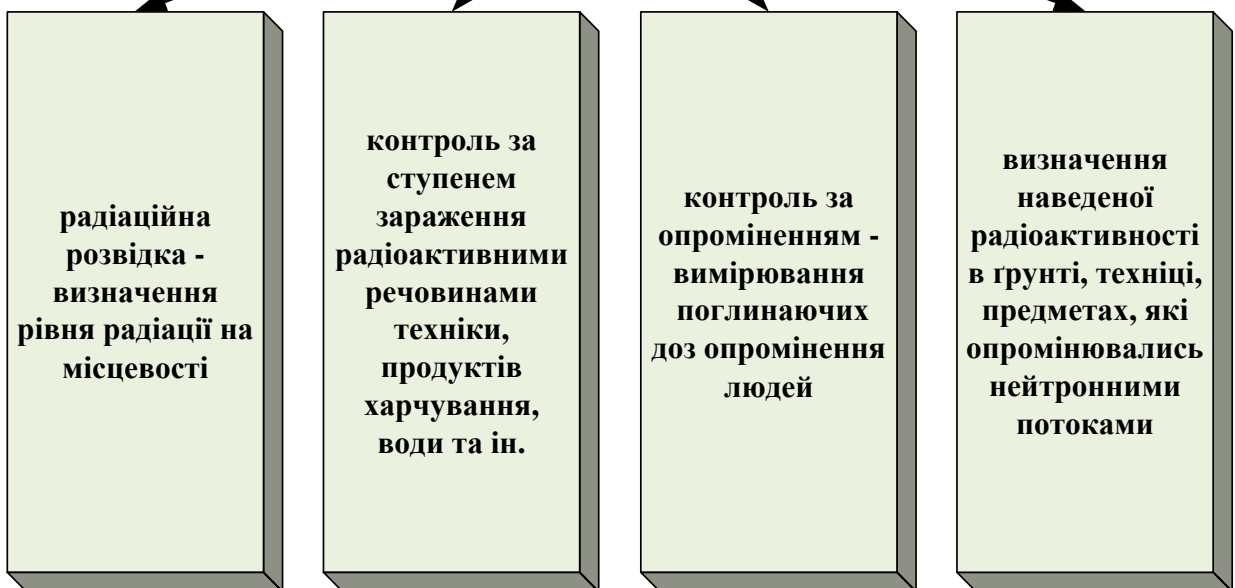 радіаційна
розвідка -
визначення
рівня радіації на
місцевості
контроль за
ступенем
зараження
радіоактивними
речовинами
техніки,
продуктів
харчування,
води та ін.
контроль за
опроміненням -
вимірювання
поглинаючих
доз опромінення
людей
визначення
наведеної
радіоактивності
в ґрунті, техніці,
предметах, які
опромінювались
нейтронними
потоками